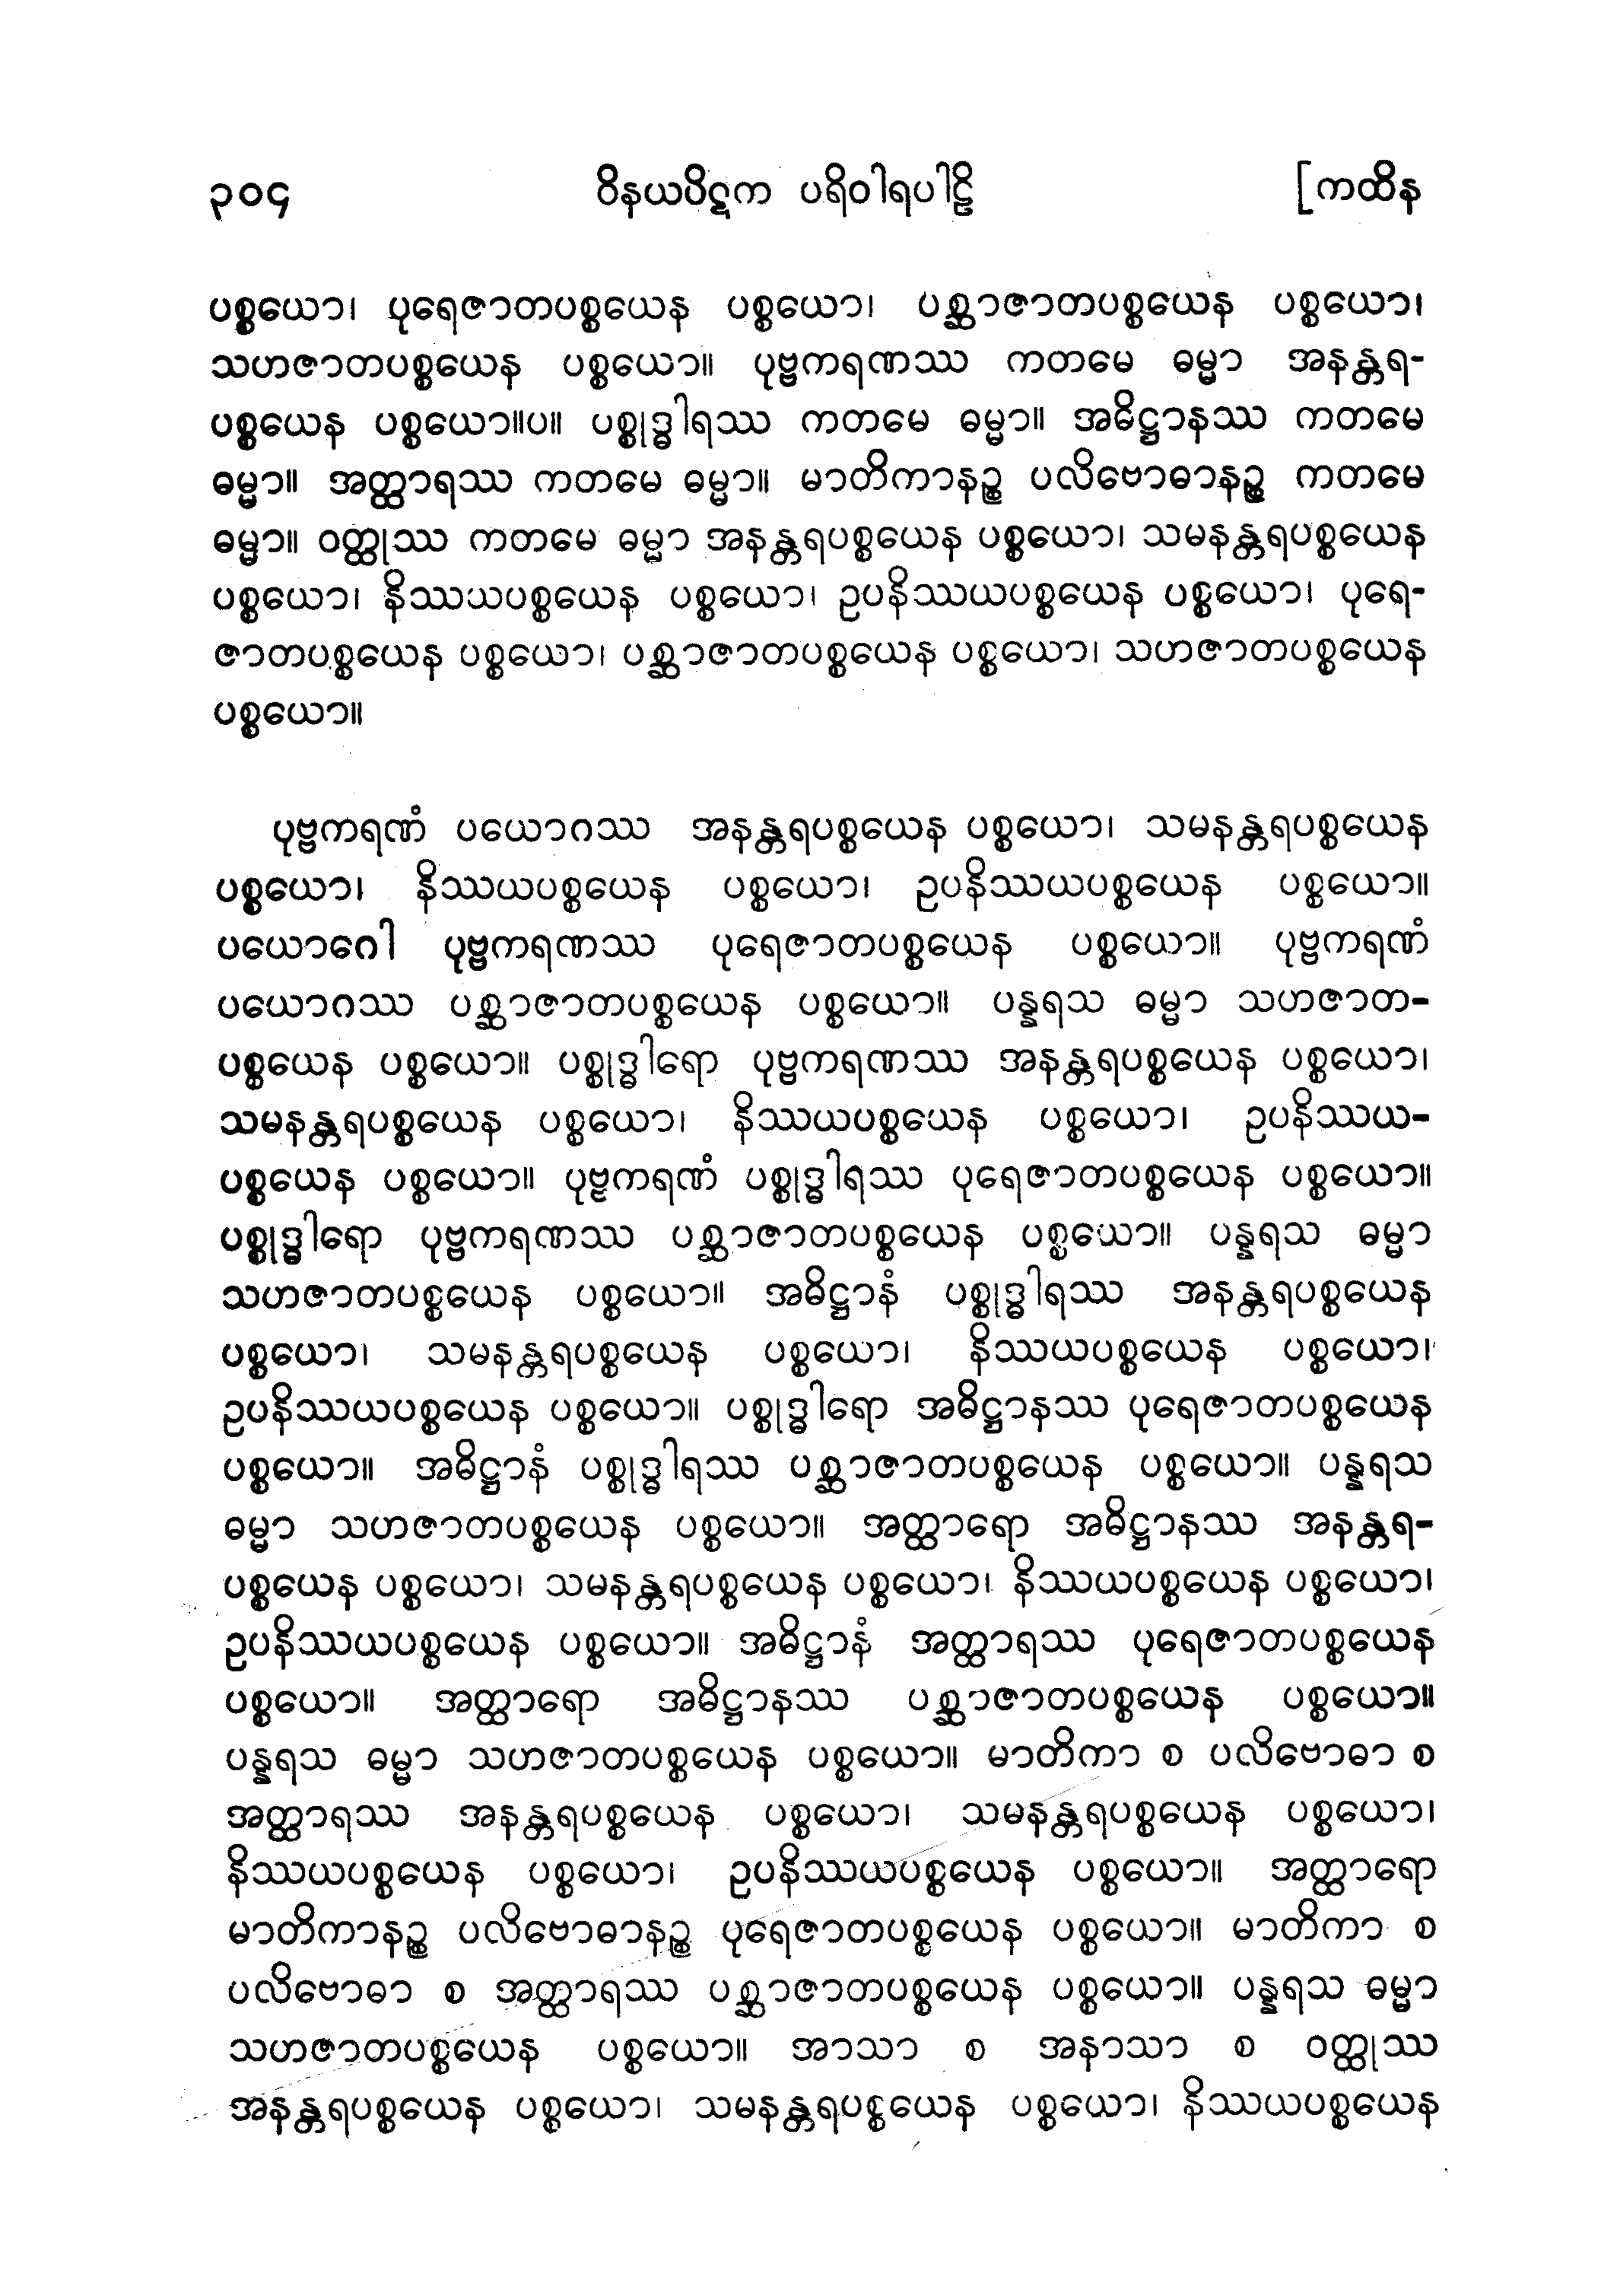 ၃၀၄ ဝိနယပိဋက ပရိဝါရပါဠိ [ကထိန
ပစ္စယော၊ ပုရေဇာတပစ္စယေန ပစ္စယော၊ ပစ္ဆာဇာတပစ္စယေန ပစ္စယော၊
သဟဇာတပစ္စယေန ပစ္စယော။ ပုဗ္ဗကရဏဿ ကတမေ ဓမ္မာ အနန္တရ-
ပစ္စယေန ပစ္စယော။ပ။ ပစ္စုဒ္ဓါရဿ ကတမေ ဓမ္မာ။ အဓိဋ္ဌာနဿ ကတမေ
ဓမ္မာ။ အတ္ထာရဿ ကတမေ ဓမ္မာ။ မာတိကာနဉ္စ ပလိဗောဓာနဉ္စ ကတမေ
ဓမ္မာ။ ဝတ္ထုဿ ကတမေ ဓမ္မာ အနန္တရပစ္စယေန ပစ္စယော၊ သမနန္တရပစ္စယေန
ပစ္စယော၊ နိဿယပစ္စယေန ပစ္စယော၊ ဥပနိဿယပစ္စယေန ပစ္စယော၊ ပုရေ-
ဇာတပစ္စယေန ပစ္စယော၊ ပစ္ဆာဇာတပစ္စယေန ပစ္စယော၊ သဟဇာတပစ္စယေန
ပစ္စယော။
ပုဗ္ဗကရဏံ ပယောဂဿ အနန္တရပစ္စယေန ပစ္စယော၊ သမနန္တရပစ္စယေန
ပစ္စယော၊ နိဿယပစ္စယေန ပစ္စယော၊ ဥပနိဿယပစ္စယေန ပစ္စယော။
ပယောဂေါ ပုဗ္ဗကရဏဿ ပုရေဇာတပစ္စယေန ပစ္စယော။ ပုဗ္ဗကရဏံ
ပယောဂဿ ပစ္ဆာဇာတပစ္စယေန ပစ္စယော။ ပန္နရသ ဓမ္မာ သဟဇာတ-
ပစ္စယေန ပစ္စယော။ ပစ္စုဒ္ဓါရော ပုဗ္ဗကရဏဿ အနန္တရပစ္စယေန ပစ္စယော၊
သမနန္တရပစ္စယေန ပစ္စယော၊ နိဿယပစ္စယေန ပစ္စယော၊ ဥပနိဿယ-
ပစ္စယေန ပစ္စယော။ ပုဗ္ဗကရဏံ ပစ္စုဒ္ဓါရဿ ပုရေဇာတပစ္စယေန ပစ္စယော။
ပစ္စုဒ္ဓါရော ပုဗ္ဗကရဏဿ ပစ္ဆာဇာတပစ္စယေန ပစ္စယော။ ပန္နရသ ဓမ္မာ
သဟဇာတပစ္စယေန ပစ္စယော။ အဓိဋ္ဌာနံ ပစ္စုဒ္ဓါရဿ အနန္တရပစ္စယေန
ပစ္စယော၊ သမနန္တရပစ္စယေန ပစ္စယော၊ နိဿယပစ္စယေန ပစ္စယော၊
ဥပနိဿယပစ္စယေန ပစ္စယော။ ပစ္စုဒ္ဓါရော အဓိဋ္ဌာနဿ ပုရေဇာတပစ္စယေန
ပစ္စယော။ အဓိဋ္ဌာနံ ပစ္စုဒ္ဓါရဿ ပစ္ဆာဇာတပစ္စယေန ပစ္စယော။ ပန္နရသ
ဓမ္မာ သဟဇာတပစ္စယေန ပစ္စယော။ အတ္ထာရော အဓိဋ္ဌာနဿ အနန္တရ-
ပစ္စယေန ပစ္စယော၊ သမနန္တရပစ္စယေန ပစ္စယော၊ နိဿယပစ္စယေန ပစ္စယော၊
ဥပနိဿယပစ္စယေန ပစ္စယော။ အဓိဋ္ဌာနံ အတ္ထာရဿ ပုရေဇာတပစ္စယေန
ပစ္စယော။ အတ္ထာရော အဓိဋ္ဌာနဿ ပစ္ဆာဇာတပစ္စယေန ပစ္စယော။
ပန္နရသ ဓမ္မာ သဟဇာတပစ္စယေန ပစ္စယော။ မာတိကာ စ ပလိဗောဓာ စ
အတ္ထာရဿ အနန္တရပစ္စယေန ပစ္စယော၊ သမနန္တရပစ္စယေန ပစ္စယော၊
နိဿယပစ္စယေန ပစ္စယော၊ ဥပနိဿယပစ္စယေန ပစ္စယော။ အတ္ထာရော
မာတိကာနဉ္စ ပလိဗောဓာနဉ္စ ပုရေဇာတပစ္စယေန ပစ္စယော။ မာတိကာ စ
ပလိဗောဓာ စ အတ္ထာရဿ ပစ္ဆာဇာတပစ္စယေန ပစ္စယော။ ပန္နရသ ဓမ္မာ
သဟဇာတပစ္စယေန ပစ္စယော။ အာသာ စ အနာသာ စ ဝတ္ထုဿ
အနန္တရပစ္စယေန ပစ္စယော၊ သမနန္တရပစ္စယေန ပစ္စယော၊ နိဿယပစ္စယေန